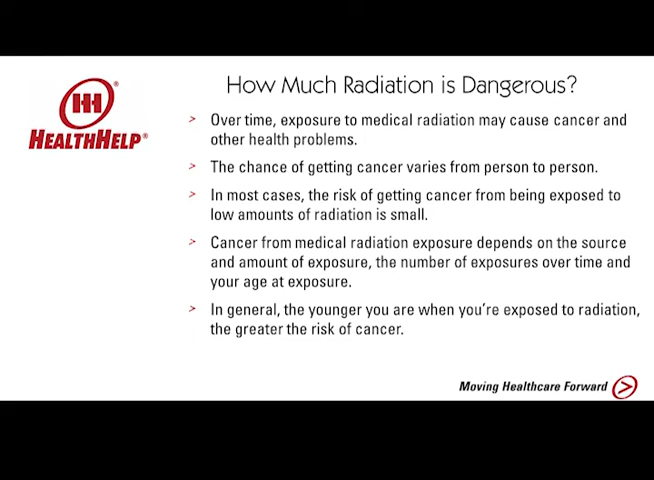 How Much Radiation is Dangerous?
HEALTHHELP®
> Over time, exposure to medical radiation may cause cancer and
other health problems.
> The chance of getting cancer varies from person to person.
> In most cases, the risk of getting cancer from being exposed to
low amounts of radiation is small.
> Cancer from medical radiation exposure depends on the source
and amount of exposure, the number of exposures over time and
your age at exposure.
> In general, the younger you are when you're exposed to radiation,
the greater the risk of cancer.
Moving Healthcare Forward